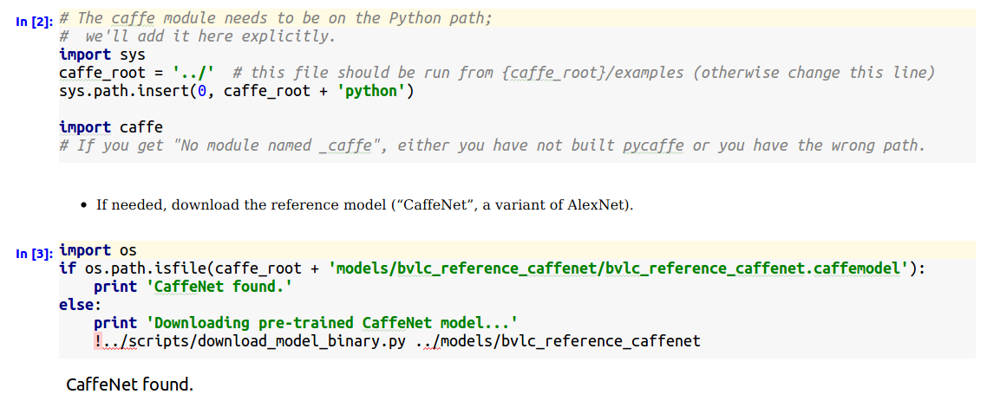 In [2]: # The caffe module needs to be on the Python path;
#  we'll add it here explicitly.
import sys
caffe_root = '../'  # this file should be run from {caffe_root}/examples (otherwise change this line)
sys.path.insert(0, caffe_root + 'python')
import caffe
# If you get "No module named _caffe", either you have not built pycaffe or you have the wrong path.
• If needed, download the reference model (“CaffeNet”, a variant of AlexNet).
In [3]: import os
if os.path.isfile(caffe_root + 'models/bvlc_reference_caffenet/bvlc_reference_caffenet.caffemodel'):
    print 'CaffeNet found.'
else:
    print 'Downloading pre-trained CaffeNet model...'
    !../scripts/download_model_binary.py ../models/bvlc_reference_caffenet
CaffeNet found.